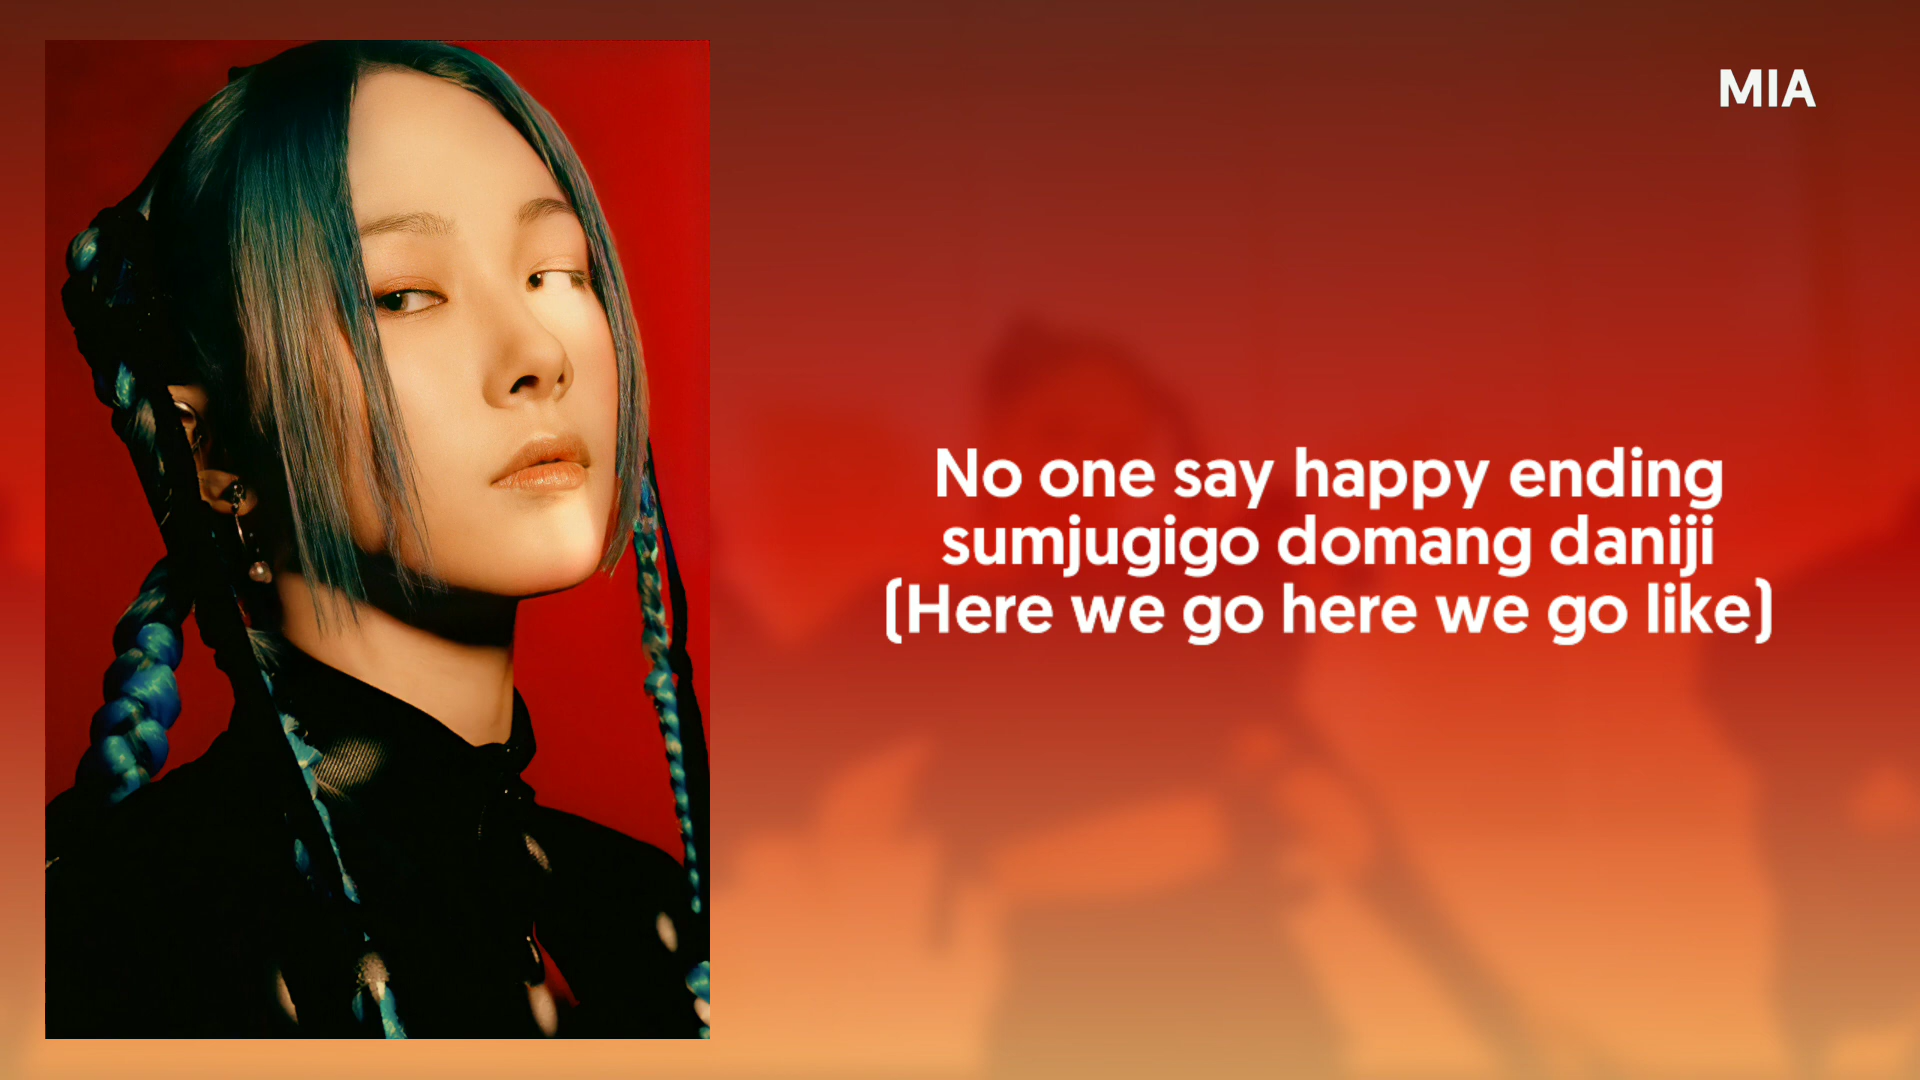 MIA
No one say happy ending
sumjugigo domang daniji
(Here we go here we go like)